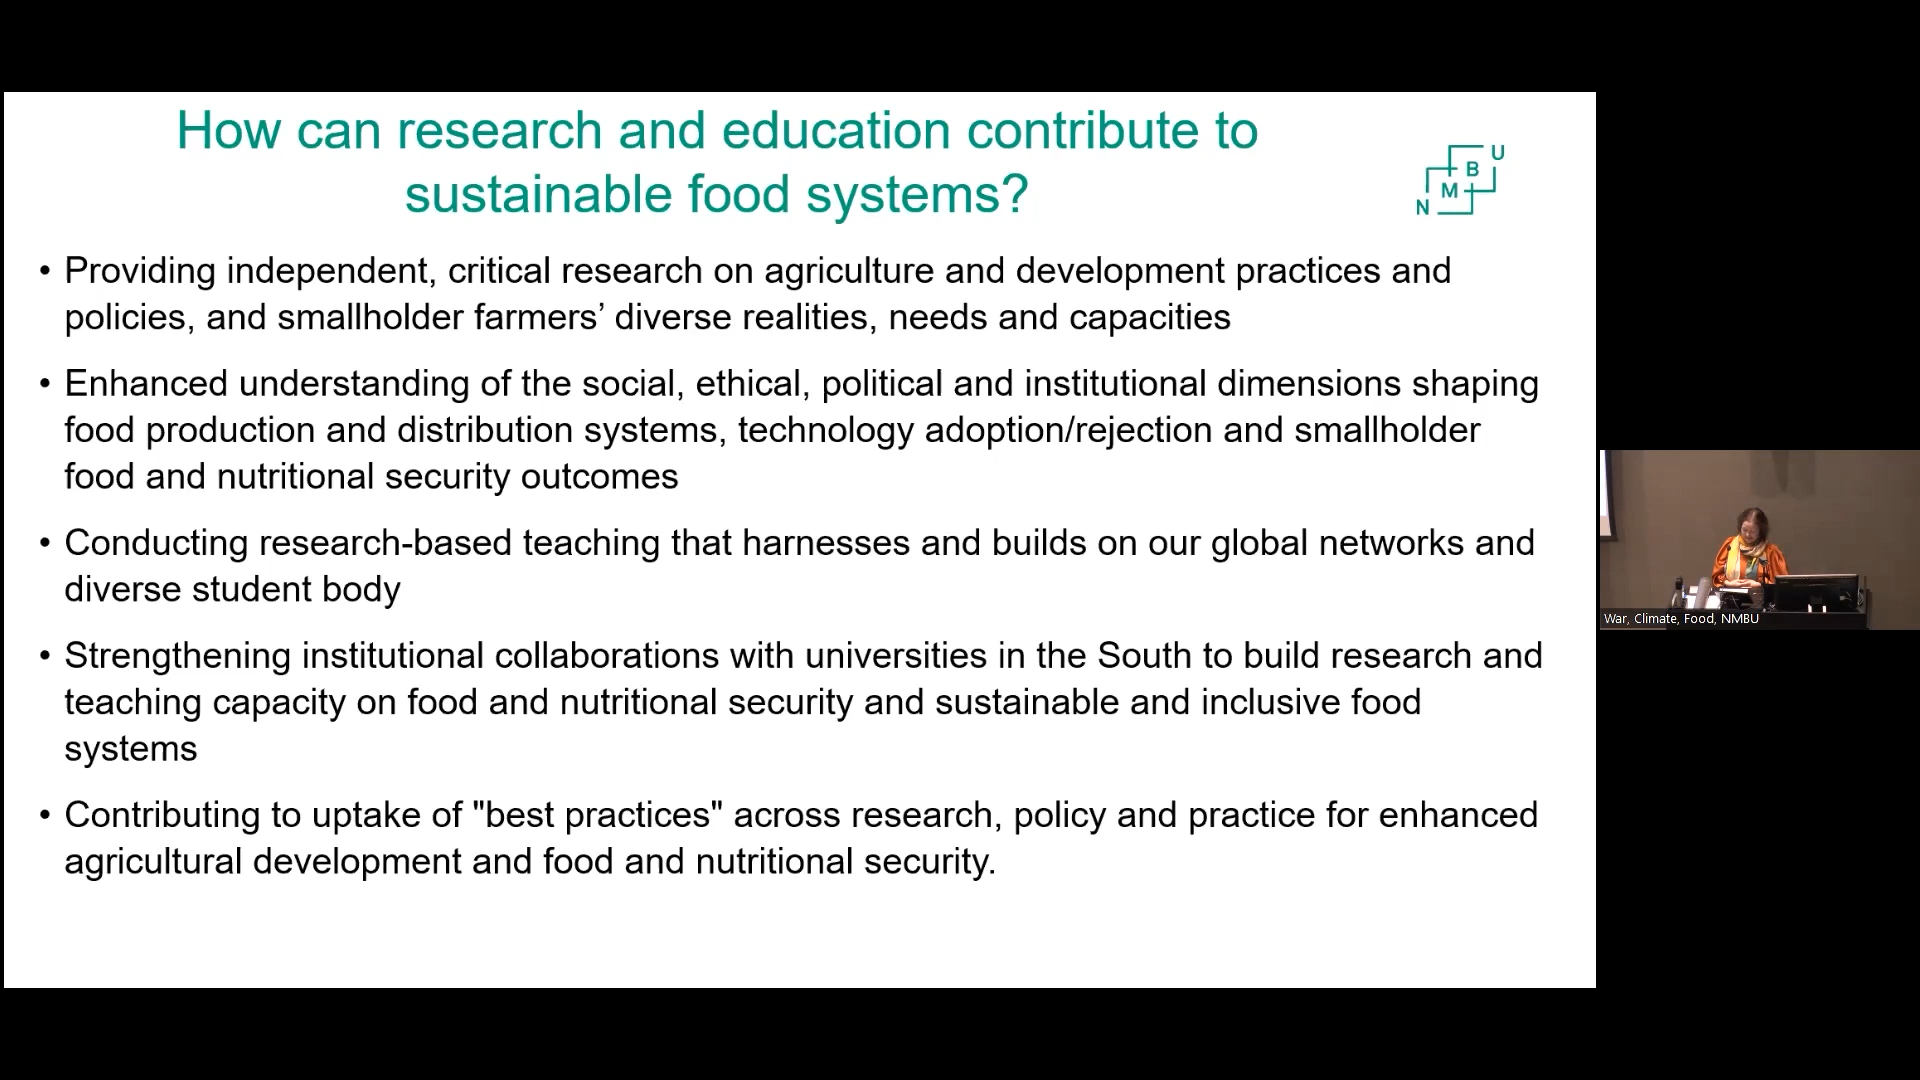 How can research and education contribute to
sustainable food systems?
N M B U
• Providing independent, critical research on agriculture and development practices and
policies, and smallholder farmers’ diverse realities, needs and capacities
• Enhanced understanding of the social, ethical, political and institutional dimensions shaping
food production and distribution systems, technology adoption/rejection and smallholder
food and nutritional security outcomes
• Conducting research-based teaching that harnesses and builds on our global networks and
diverse student body
• Strengthening institutional collaborations with universities in the South to build research and
teaching capacity on food and nutritional security and sustainable and inclusive food
systems
• Contributing to uptake of "best practices" across research, policy and practice for enhanced
agricultural development and food and nutritional security.
War, Climate, Food, NMBU